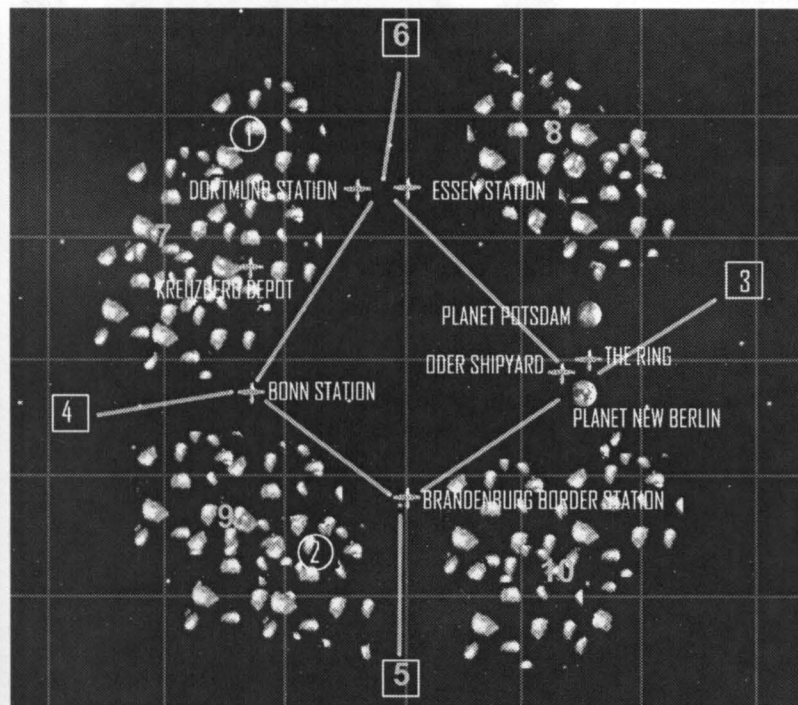 6
1
8
DORTMUND STATION
ESSEN STATION
7
KREUZBERG DEPOT
3
PLANET POTSDAM
ODER SHIPYARD
THE RING
BONN STATION
4
PLANET NEW BERLIN
BRANDENBURG BORDER STATION
9
2
10
5